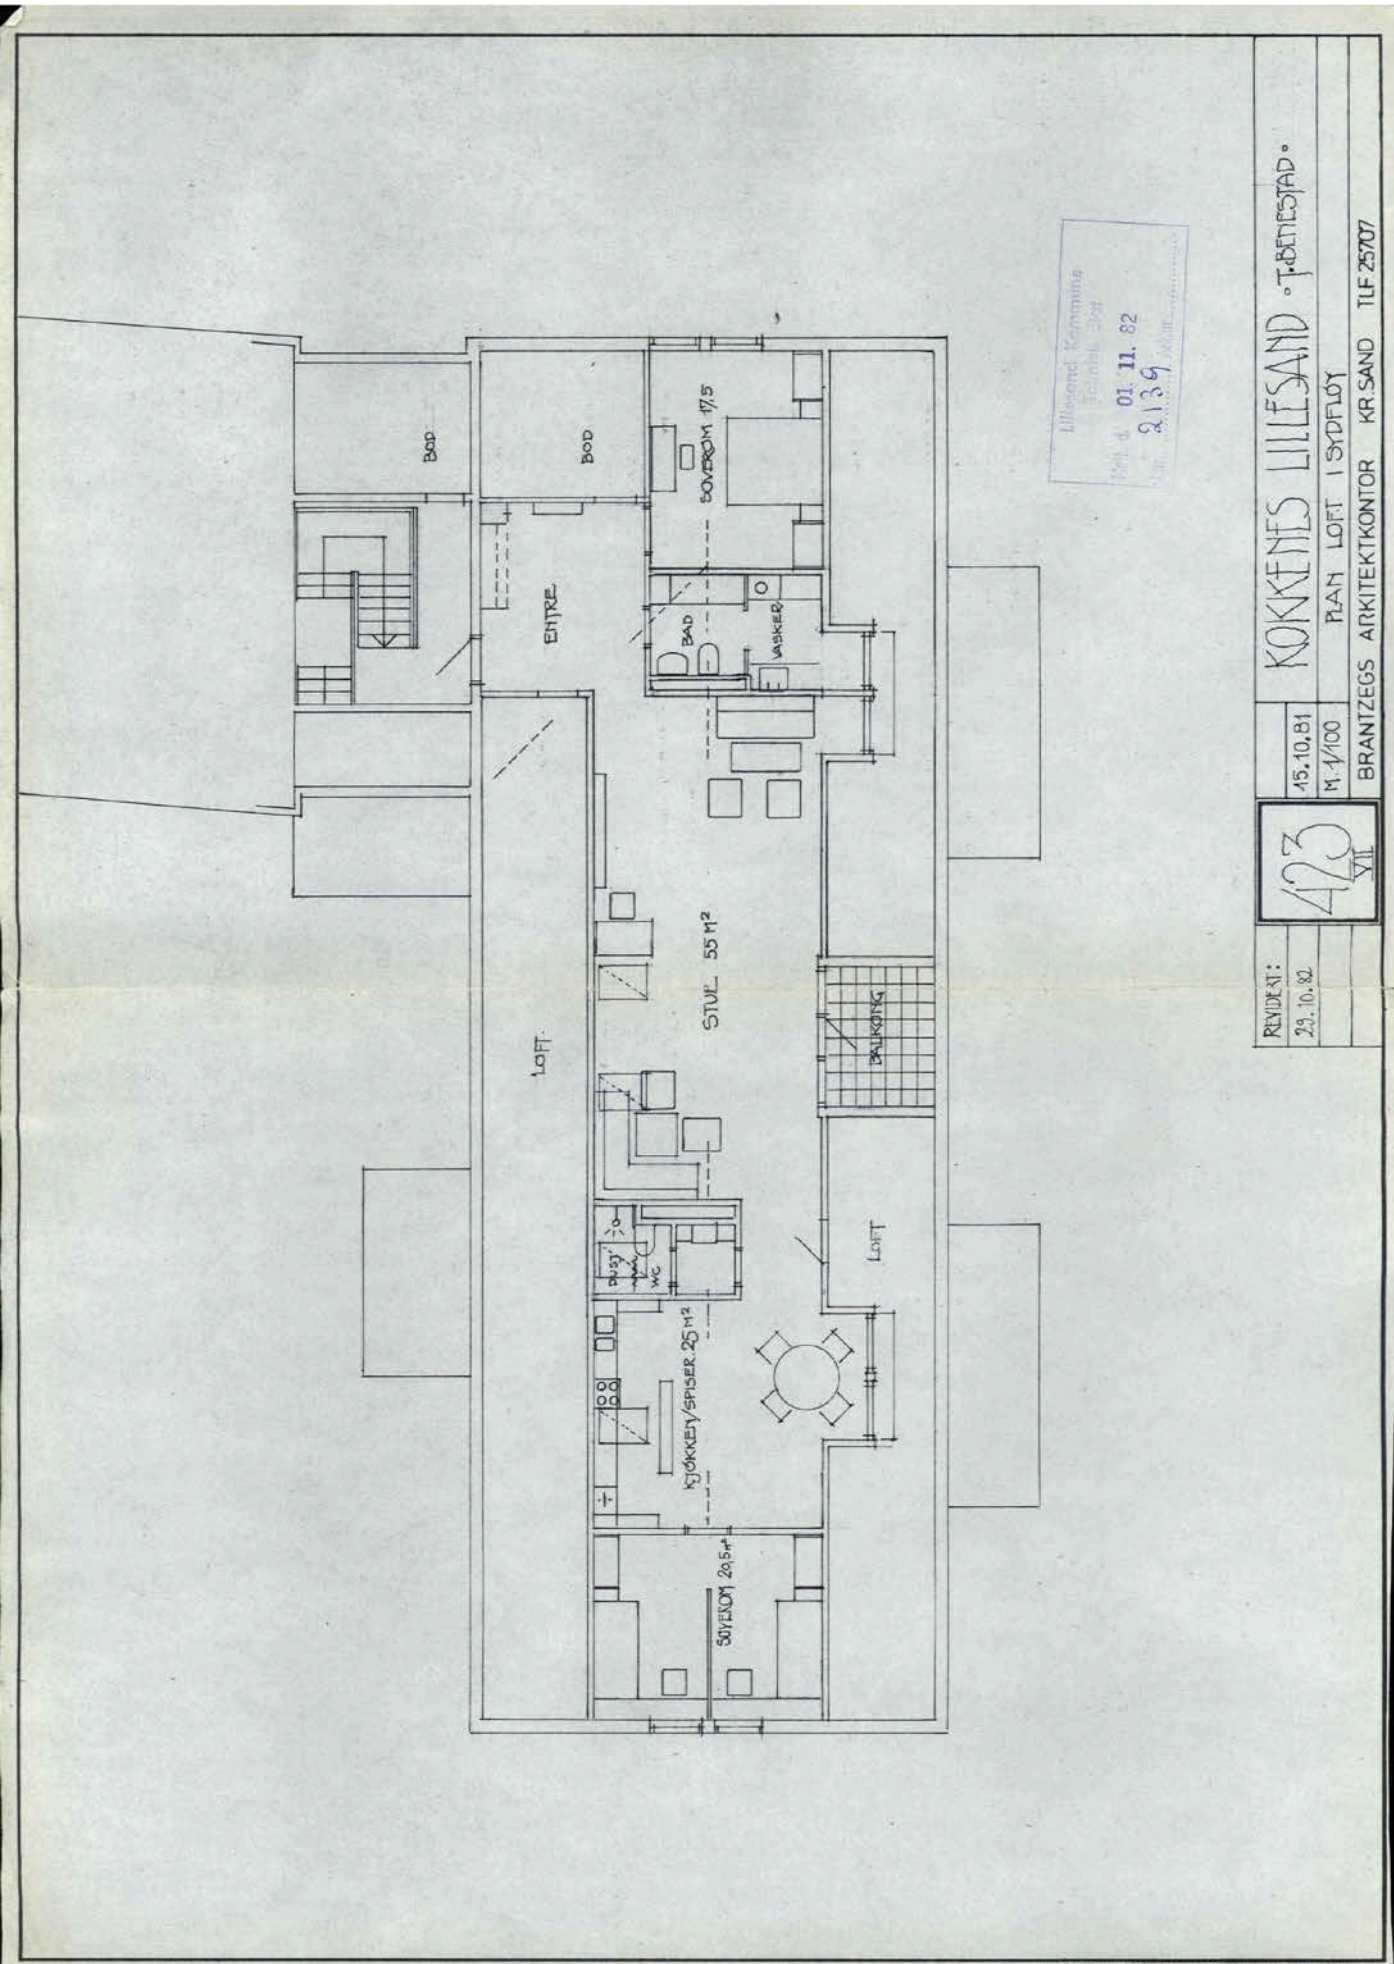 BOD
BOD
SOVEROM 17,5
ENTRE
BAD
VASKER
STUE 55 M²
LOFT.
BALKONG
LOFT
DUSJ
WC
KJØKKEN/SPISER. 25 M²
SOVEROM 20,5 M²
Lillesand Kommune
01. 11. 82
2139
KOKKENES LILLESAND • T. BENESTAD •
15.10.81
M. 1/100
PLAN LOFT I SYDFLØY
BRANTZEGS ARKITEKTKONTOR KR.SAND TLF 25707
423
VII
REVIDERT:
29.10.82